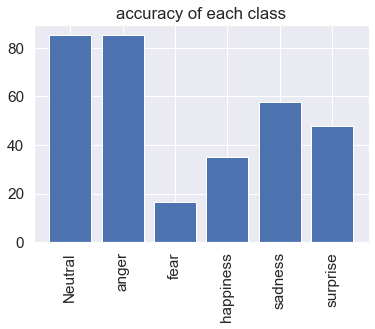 accuracy of each class
80
60
40
20
0
Neutral
anger
fear
happiness
sadness
surprise